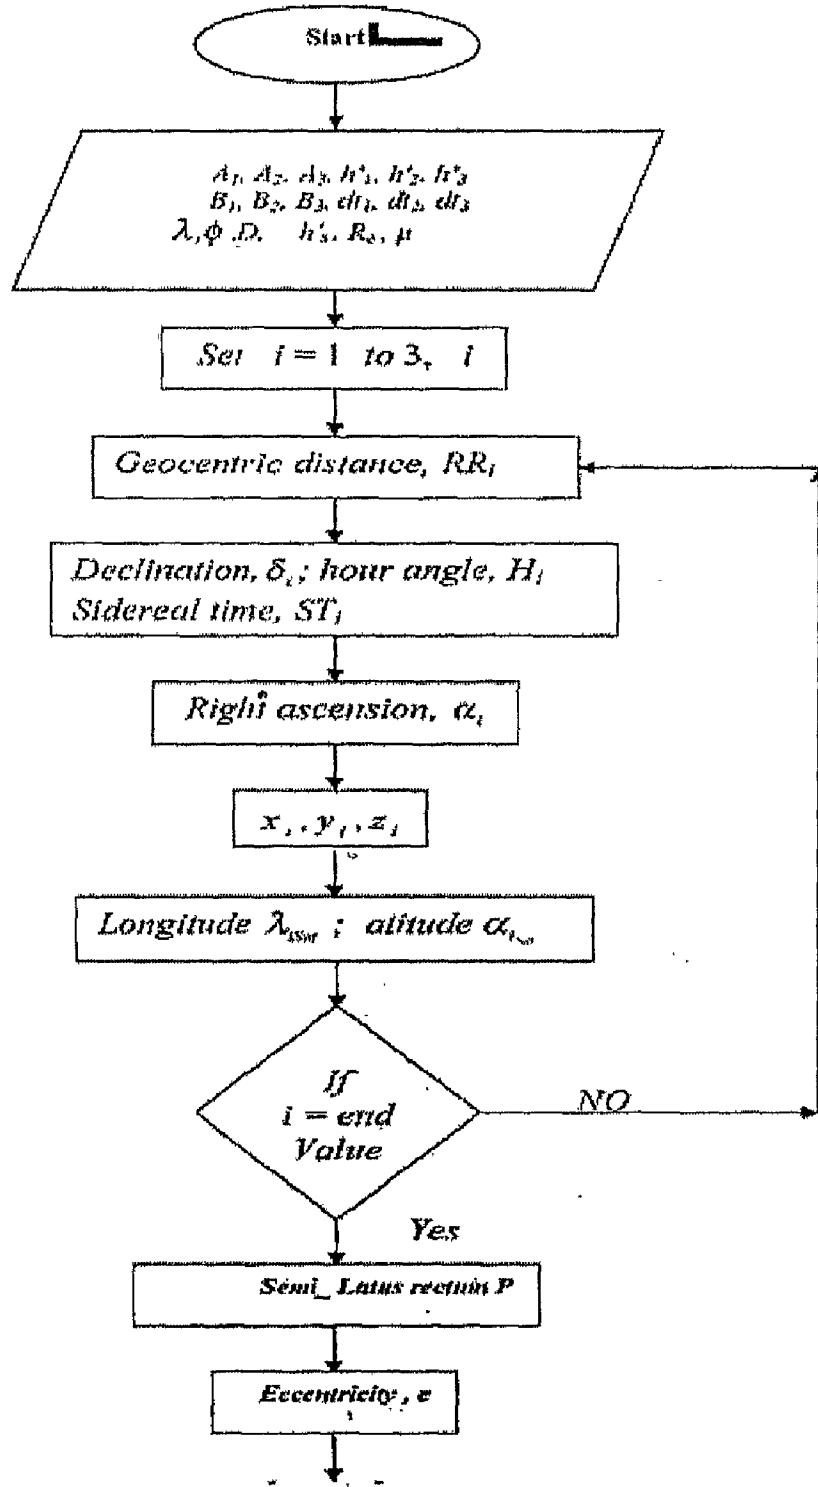 Start
A₁, A₂, A₃, h'₁, h'₂, h'₃
B₁, B₂, B₃, dt₁, dt₂, dt₃
λ, φ .D. h'ₛ, Rₑ, μ
Set i = 1 to 3, i
Geocentric distance, RRᵢ
Declination, δᵢ; hour angle, Hᵢ
Sidereal time, STᵢ
Right ascension, αᵢ
xᵢ, yᵢ, zᵢ
Longitude λ ; atitude α
If
i = end
Value
NO
Yes
Semi_ Latus rectum P
Eccentricity, e